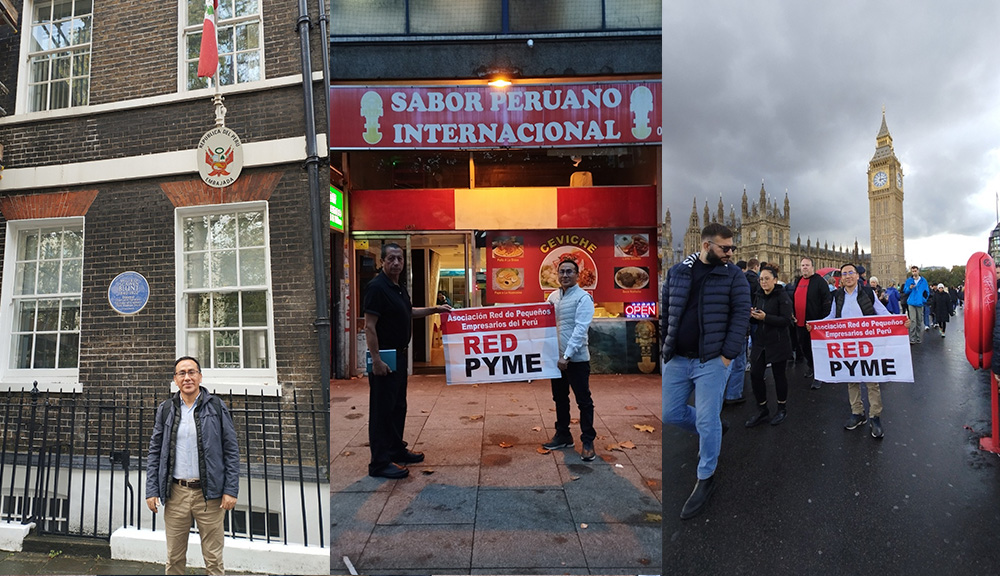 REPÚBLICA DEL PERÚ
EMBAJADA
SABOR PERUANO
INTERNACIONAL
CEVICHE
OPEN
Asociación Red de Pequeños
Empresarios del Perú
RED
PYME
Asociación Red de Pequeños
Empresarios del Perú
RED
PYME